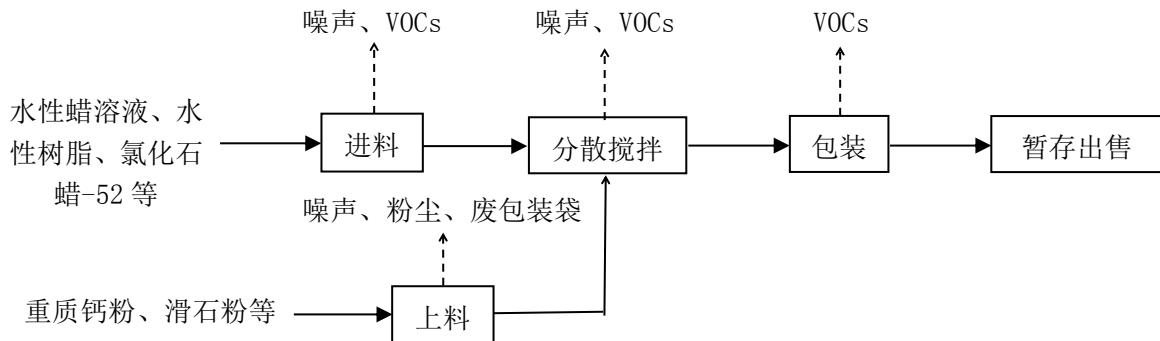 噪声、VOCs
噪声、VOCs
VOCs
水性蜡溶液、水
性树脂、氯化石
蜡-52 等
进料
分散搅拌
包装
暂存出售
噪声、粉尘、废包装袋
重质钙粉、滑石粉等
上料